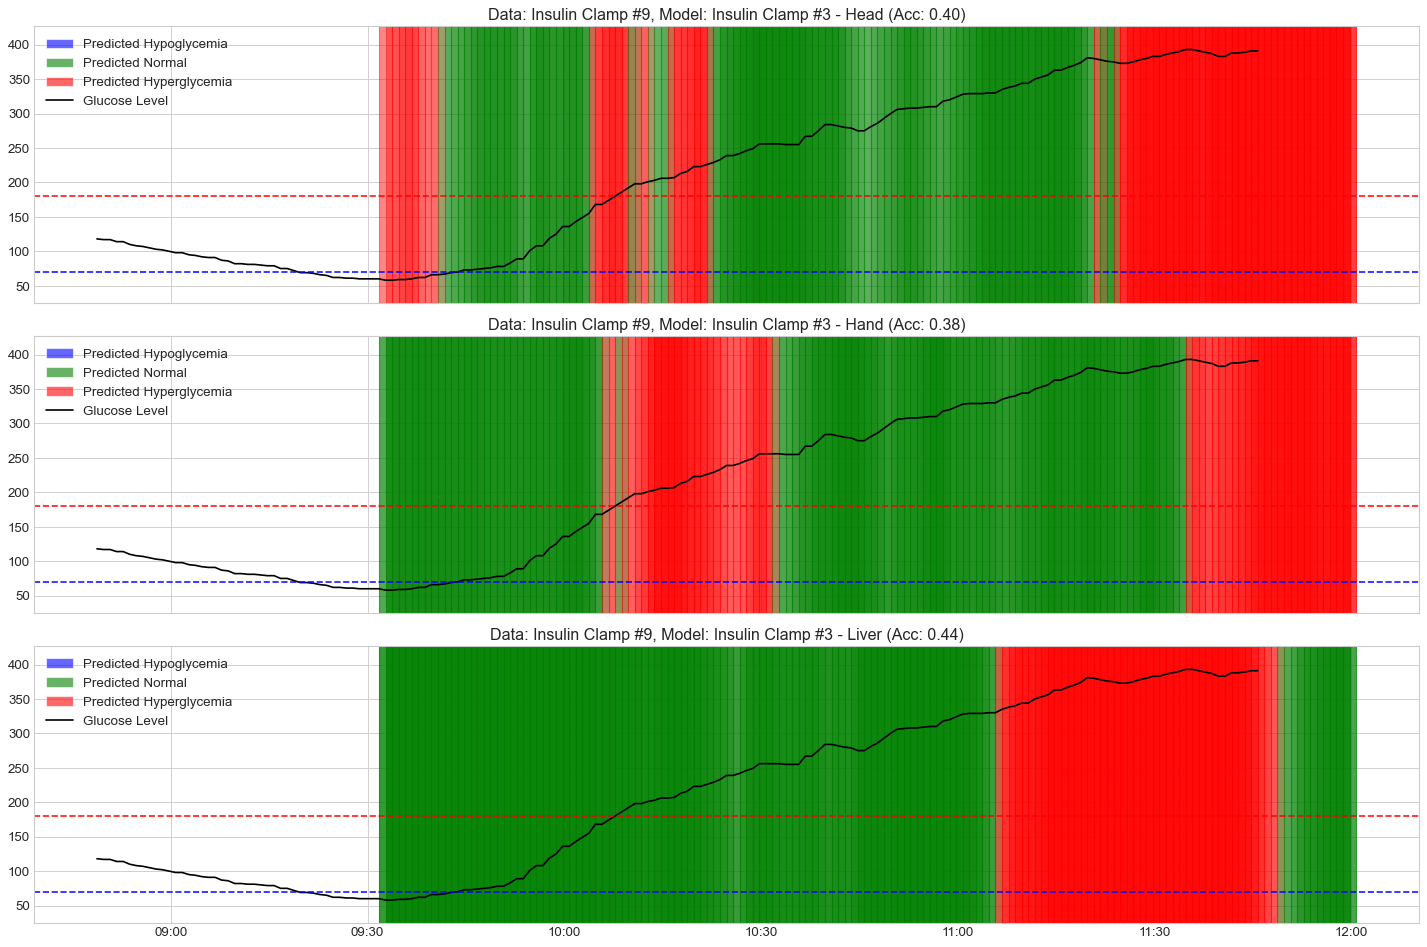 Data: Insulin Clamp #9, Model: Insulin Clamp #3 - Head (Acc: 0.40)
Predicted Hypoglycemia
Predicted Normal
Predicted Hyperglycemia
Glucose Level
400
350
300
250
200
150
100
50
Data: Insulin Clamp #9, Model: Insulin Clamp #3 - Hand (Acc: 0.38)
Predicted Hypoglycemia
Predicted Normal
Predicted Hyperglycemia
Glucose Level
400
350
300
250
200
150
100
50
Data: Insulin Clamp #9, Model: Insulin Clamp #3 - Liver (Acc: 0.44)
Predicted Hypoglycemia
Predicted Normal
Predicted Hyperglycemia
Glucose Level
400
350
300
250
200
150
100
50
09:00 09:30 10:00 10:30 11:00 11:30 12:00